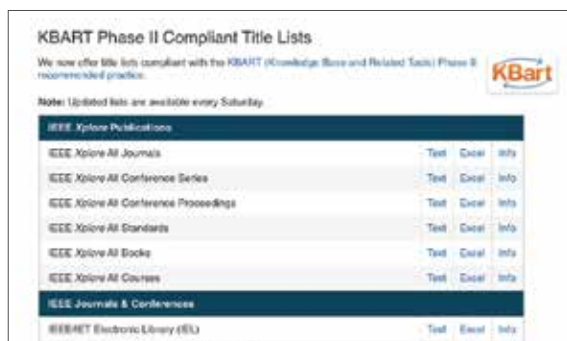 KBART Phase II Compliant Title Lists
We now offer title lists compliant with the KBART (Knowledge Base and Related Tools) Phase II
recommended practice.
KBart
Note: Updated lists are available every Saturday.
IEEE Xplore Publications
IEEE Xplore All Journals Text Excel Info
IEEE Xplore All Conference Series Text Excel Info
IEEE Xplore All Conference Proceedings Text Excel Info
IEEE Xplore All Standards Text Excel Info
IEEE Xplore All Books Text Excel Info
IEEE Xplore All Courses Text Excel Info
IEEE Journals & Conferences
IEEE/IET Electronic Library (IEL) Text Excel Info